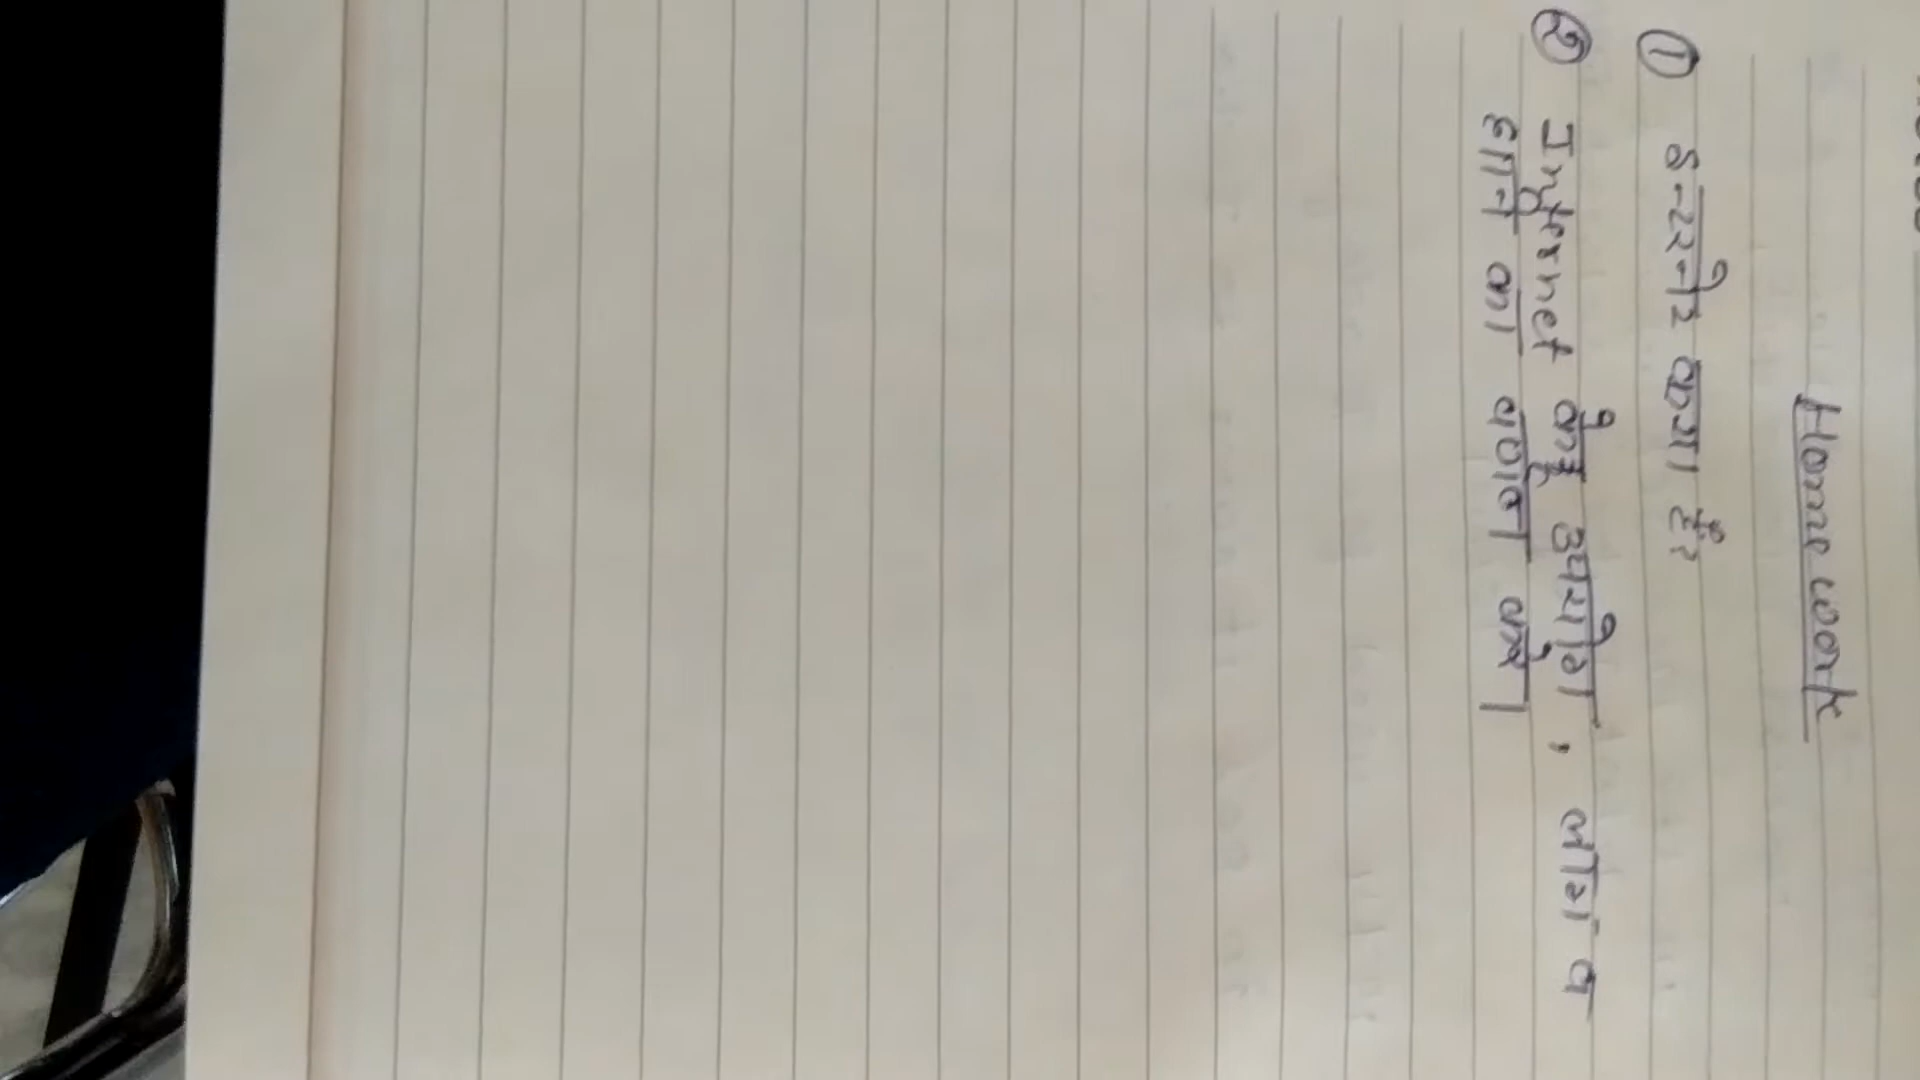 Home work
① इन्टरनेट क्या है?
② Internet के उपयोग, लाभ व
हानि का वर्णन करें।